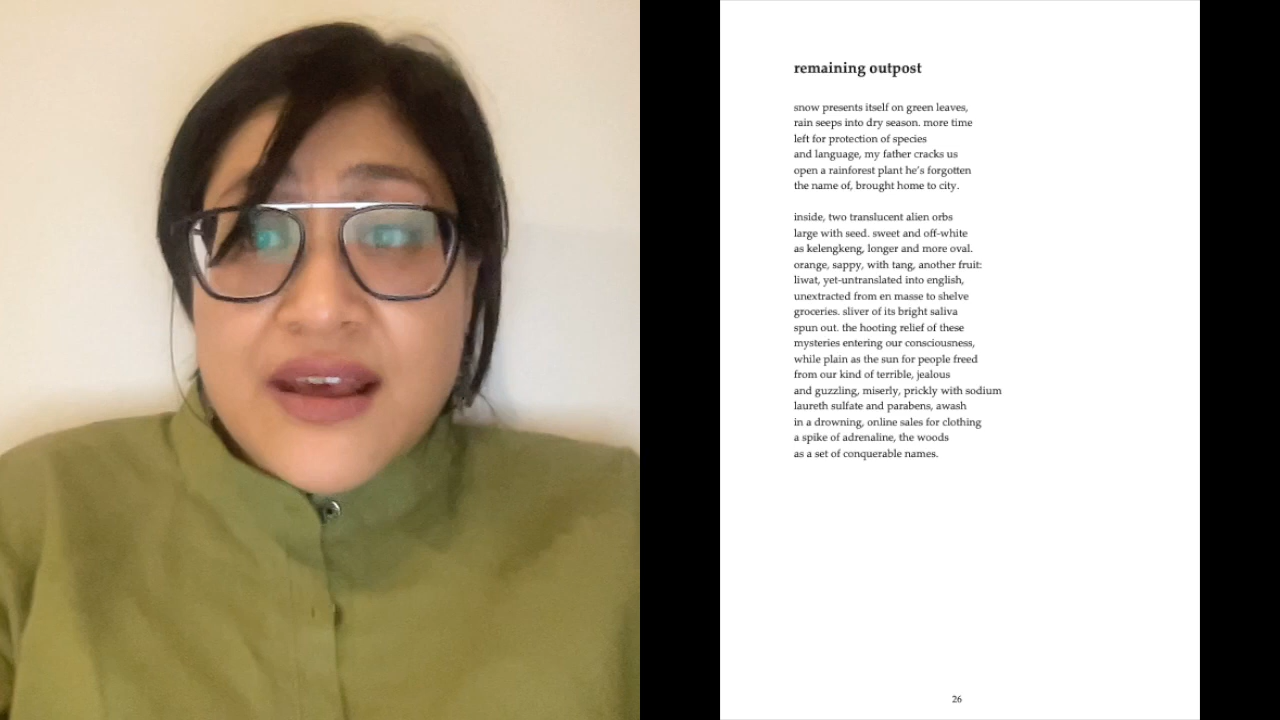 remaining outpost
snow presents itself on green leaves,
rain seeps into dry season. more time
left for protection of species
and language, my father cracks us
open a rainforest plant he's forgotten
the name of, brought home to city.
inside, two translucent alien orbs
large with seed. sweet and off-white
as kelengkeng, longer and more oval.
orange, sappy, with tang, another fruit:
liwat, yet-untranslated into english,
unextracted from en masse to shelve
groceries. sliver of its bright saliva
spun out. the hooting relief of these
mysteries entering our consciousness,
while plain as the sun for people freed
from our kind of terrible, jealous
and guzzling, miserly, prickly with sodium
laureth sulfate and parabens, awash
in a drowning, online sales for clothing
a spike of adrenaline, the woods
as a set of conquerable names.
26